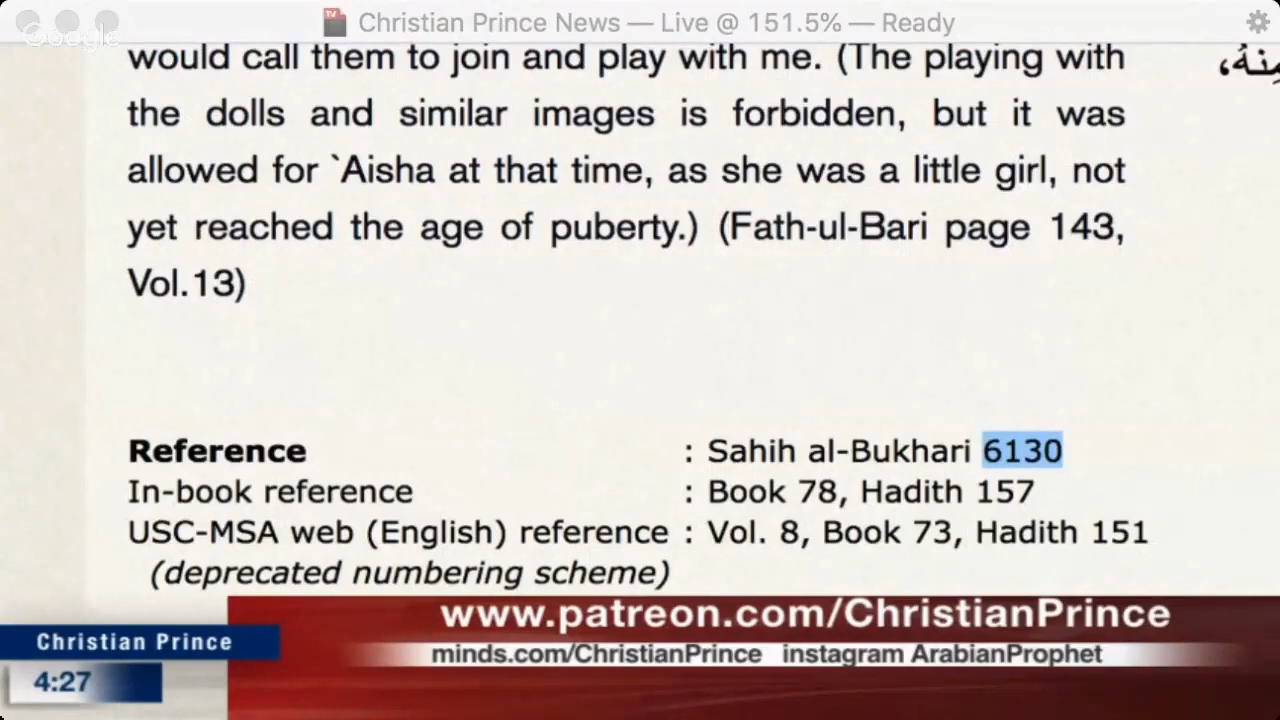 Christian Prince News — Live @ 151.5% — Ready
Google
would call them to join and play with me. (The playing with
the dolls and similar images is forbidden, but it was
allowed for `Aisha at that time, as she was a little girl, not
yet reached the age of puberty.) (Fath-ul-Bari page 143,
Vol.13)
Reference : Sahih al-Bukhari 6130
In-book reference : Book 78, Hadith 157
USC-MSA web (English) reference : Vol. 8, Book 73, Hadith 151
(deprecated numbering scheme)
www.patreon.com/ChristianPrince
Christian Prince
minds.com/ChristianPrince instagram ArabianProphet
4:27